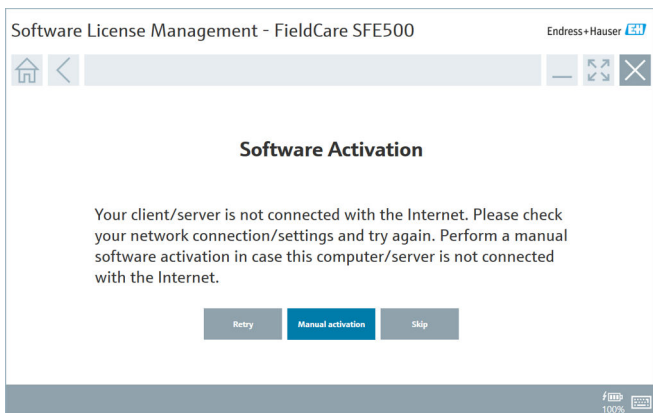 Software License Management - FieldCare SFE500
Endress+Hauser EH
Software Activation
Your client/server is not connected with the Internet. Please check
your network connection/settings and try again. Perform a manual
software activation in case this computer/server is not connected
with the Internet.
Retry Manual activation Skip
100%